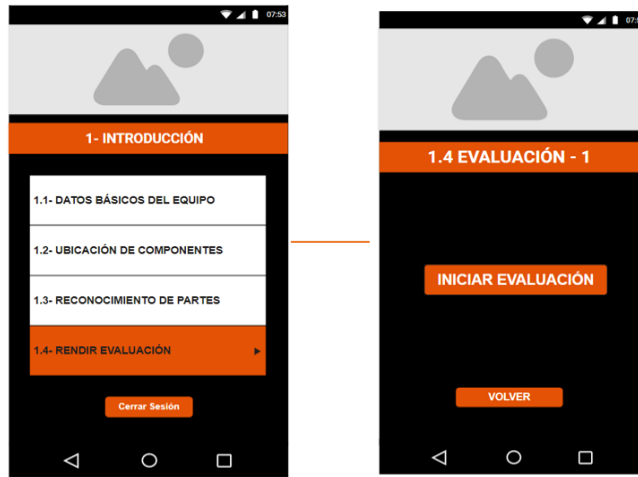 07:53
1- INTRODUCCIÓN
1.1- DATOS BÁSICOS DEL EQUIPO
1.2- UBICACIÓN DE COMPONENTES
1.3- RECONOCIMIENTO DE PARTES
1.4- RENDIR EVALUACIÓN
Cerrar Sesión
1.4 EVALUACIÓN - 1
INICIAR EVALUACIÓN
VOLVER